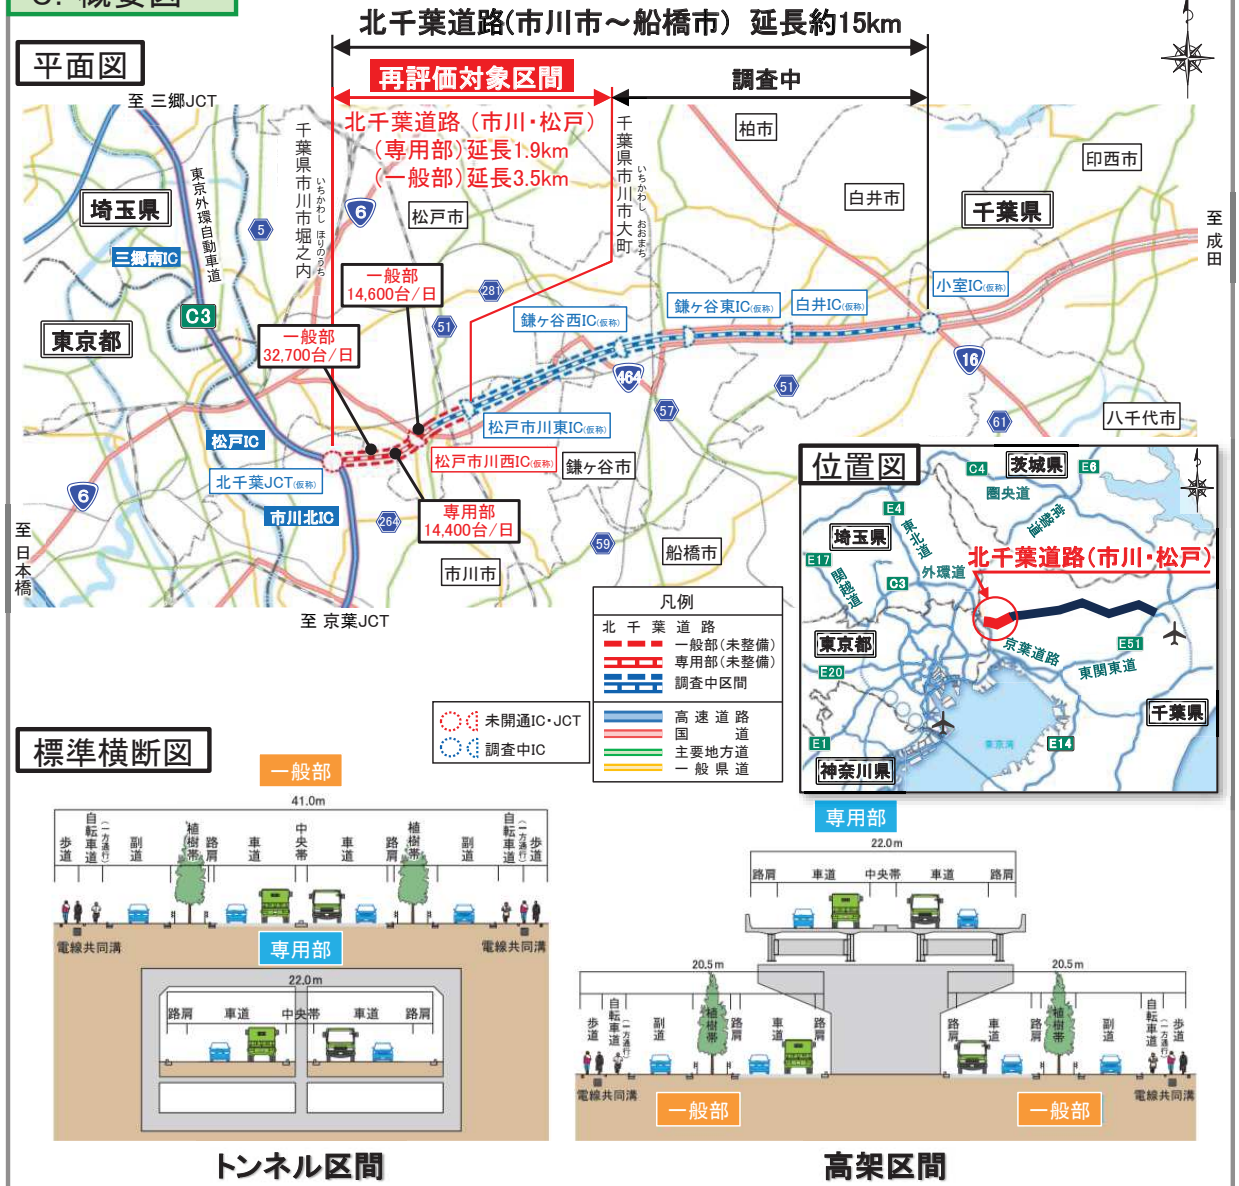 3. 概要図
北千葉道路(市川市～船橋市) 延長約15km
平面図
再評価対象区間
調査中
至 三郷JCT
北千葉道路（市川・松戸）
（専用部）延長1.9km
（一般部）延長3.5km
千葉県市川市堀之内
いちかわし ほりのうち
千葉県市川市大町
いちかわし おおまち
東京外環自動車道
埼玉県
三郷南IC
C3
東京都
5
6
松戸市
柏市
印西市
白井市
千葉県
至成田
一般部
14,600台/日
一般部
32,700台/日
281
51
鎌ヶ谷西IC(仮称)
鎌ヶ谷東IC(仮称)
白井IC(仮称)
小室IC(仮称)
464
16
51
57
61
八千代市
松戸市川東IC(仮称)
松戸市川西IC(仮称)
鎌ヶ谷市
松戸IC
北千葉JCT(仮称)
市川北IC
6
至日本橋
264
専用部
14,400台/日
59
船橋市
市川市
至 京葉JCT
位置図
C4
茨城県
E6
圏央道
常磐道
E4
東北道
埼玉県
E17
関越道
外環道
C3
北千葉道路(市川・松戸)
東京都
京葉道路
E51
東関東道
E20
千葉県
E1
東京湾
E14
神奈川県
凡例
北千葉道路
一般部(未整備)
専用部(未整備)
調査中区間
高速道路
国道
主要地方道
一般県道
未開通IC・JCT
調査中IC
標準横断図
一般部
41.0m
歩道
自転車道
(一方通行)
副道
植樹帯
路肩
車道
中央帯
車道
植樹帯
路肩
副道
自転車道
(一方通行)
歩道
電線共同溝
電線共同溝
専用部
22.0m
路肩
車道
中央帯
車道
路肩
トンネル区間
専用部
22.0m
路肩
車道
中央帯
車道
路肩
20.5m
20.5m
歩道
自転車道
(一方通行)
副道
植樹帯
路肩
車道
路肩
路肩
車道
路肩
植樹帯
副道
自転車道
(一方通行)
歩道
電線共同溝
電線共同溝
一般部
一般部
高架区間